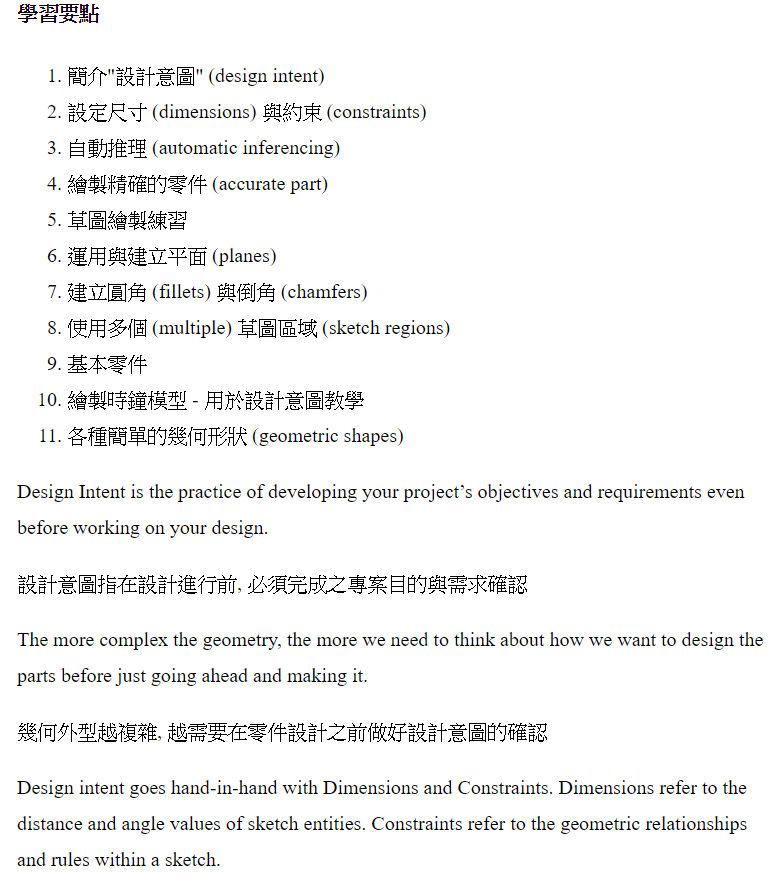 學習要點
1. 簡介"設計意圖" (design intent)
2. 設定尺寸 (dimensions) 與約束 (constraints)
3. 自動推理 (automatic inferencing)
4. 繪製精確的零件 (accurate part)
5. 草圖繪製練習
6. 運用與建立平面 (planes)
7. 建立圓角 (fillets) 與倒角 (chamfers)
8. 使用多個 (multiple) 草圖區域 (sketch regions)
9. 基本零件
10. 繪製時鐘模型 - 用於設計意圖教學
11. 各種簡單的幾何形狀 (geometric shapes)
Design Intent is the practice of developing your project’s objectives and requirements even
before working on your design.
設計意圖指在設計進行前, 必須完成之專案目的與需求確認
The more complex the geometry, the more we need to think about how we want to design the
parts before just going ahead and making it.
幾何外型越複雜, 越需要在零件設計之前做好設計意圖的確認
Design intent goes hand-in-hand with Dimensions and Constraints. Dimensions refer to the
distance and angle values of sketch entities. Constraints refer to the geometric relationships
and rules within a sketch.